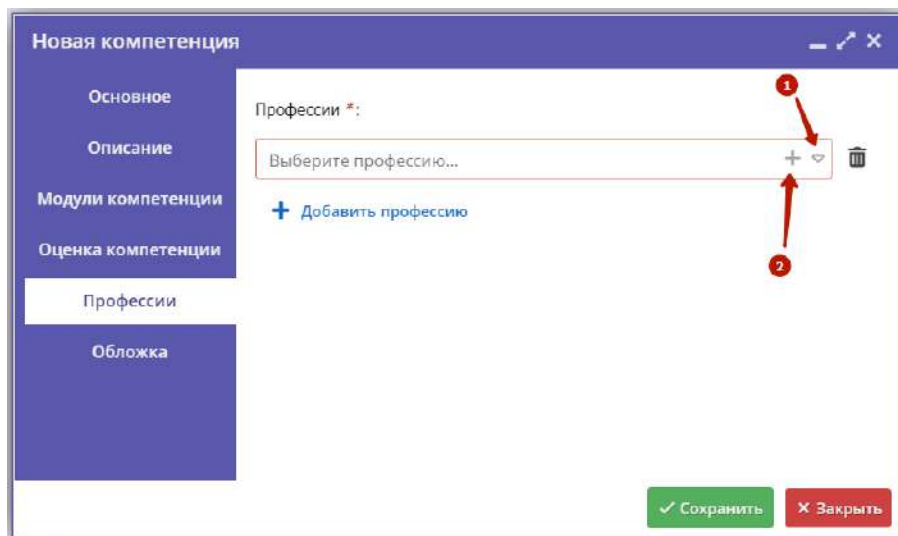 Новая компетенция
Основное
Описание
Модули компетенции
Оценка компетенции
Профессии
Обложка
Профессии *:
1
Выберите профессию...
+ Добавить профессию
2
Сохранить
Закрыть